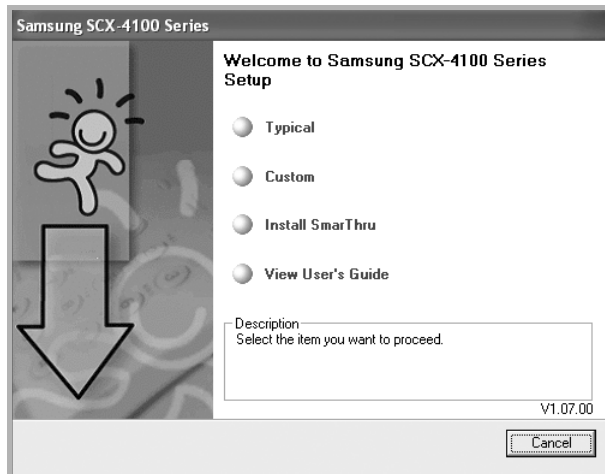 Samsung SCX-4100 Series
Welcome to Samsung SCX-4100 Series
Setup
Typical
Custom
Install SmarThru
View User's Guide
Description
Select the item you want to proceed.
V1.07.00
Cancel